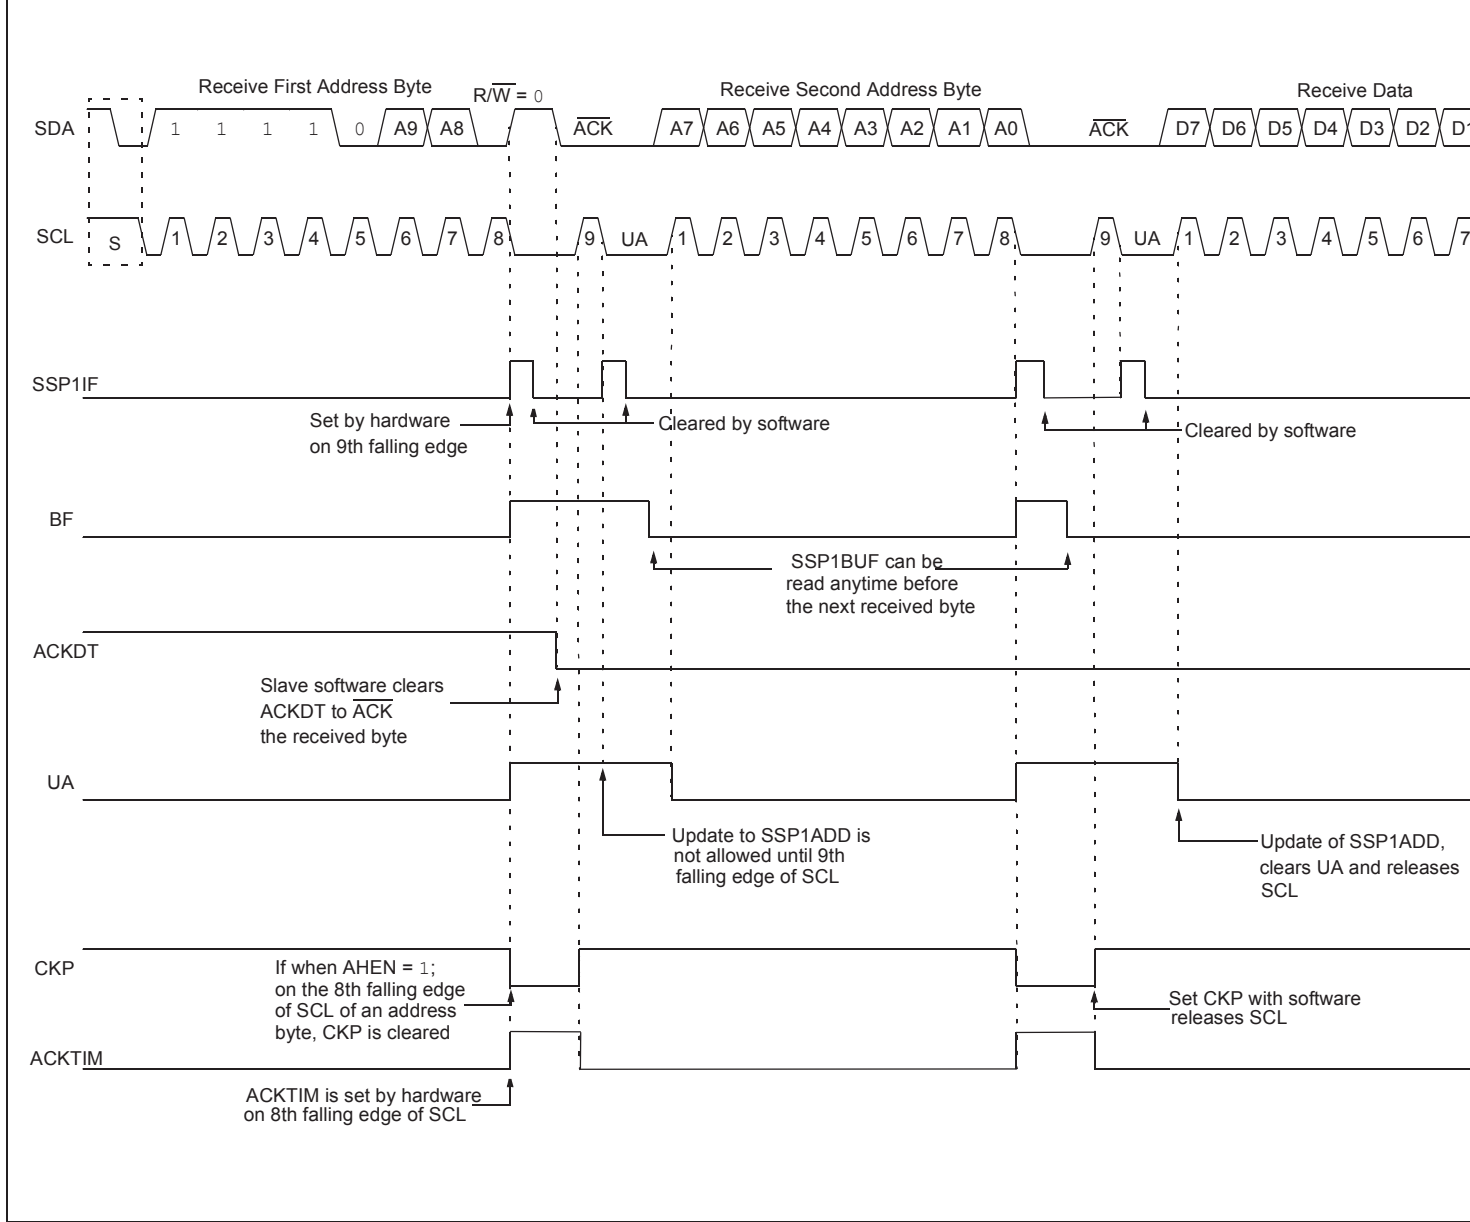 Receive First Address Byte
R/W = 0
Receive Second Address Byte
Receive Data
SDA
1 1 1 1 0 A9 A8
ACK
A7 A6 A5 A4 A3 A2 A1 A0
ACK
D7 D6 D5 D4 D3 D2 D1
SCL
S
1 2 3 4 5 6 7 8 9 UA 1 2 3 4 5 6 7 8 9 UA 1 2 3 4 5 6 7
SSP1IF
Set by hardware
on 9th falling edge
Cleared by software
Cleared by software
BF
SSP1BUF can be
read anytime before
the next received byte
ACKDT
Slave software clears
ACKDT to ACK
the received byte
UA
Update to SSP1ADD is
not allowed until 9th
falling edge of SCL
Update of SSP1ADD,
clears UA and releases
SCL
CKP
If when AHEN = 1;
on the 8th falling edge
of SCL of an address
byte, CKP is cleared
Set CKP with software
releases SCL
ACKTIM
ACKTIM is set by hardware
on 8th falling edge of SCL